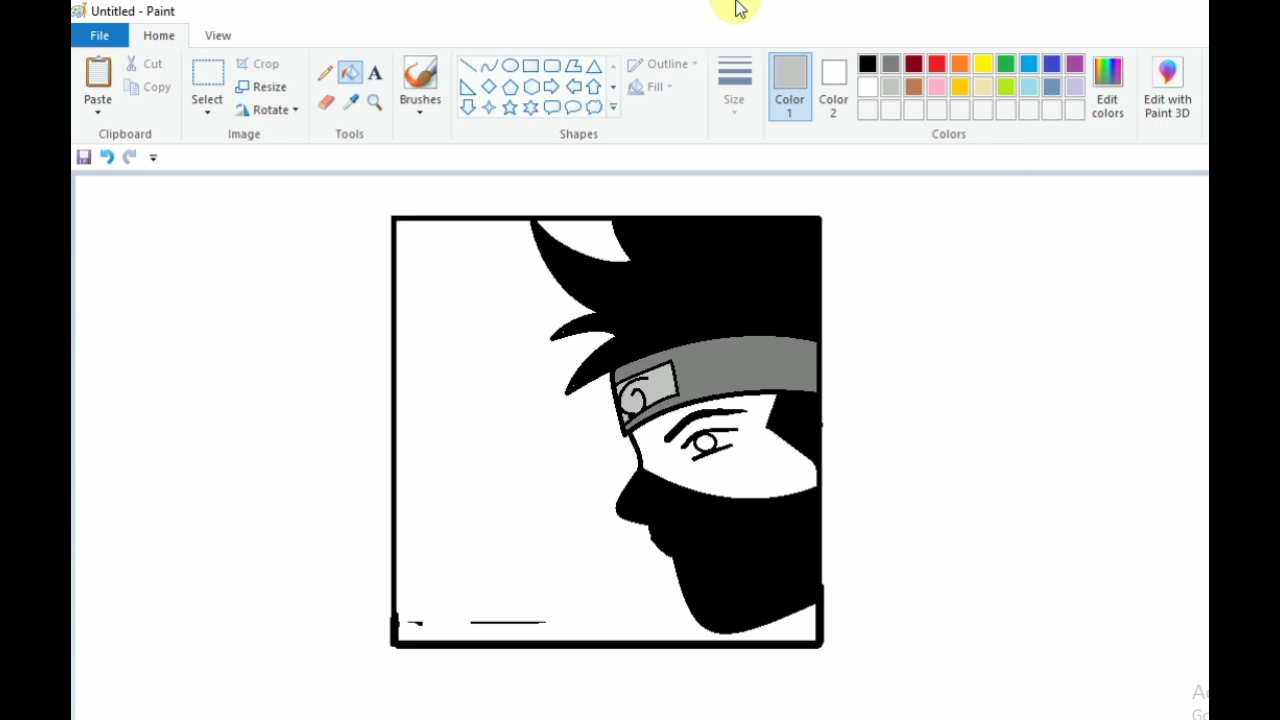 Untitled - Paint
File Home View
Paste
Cut
Copy
Clipboard
Select
Crop
Resize
Rotate
Image
A
Tools
Brushes
Outline
Fill
Shapes
Size
Color 1
Color 2
Edit colors
Colors
Edit with Paint 3D